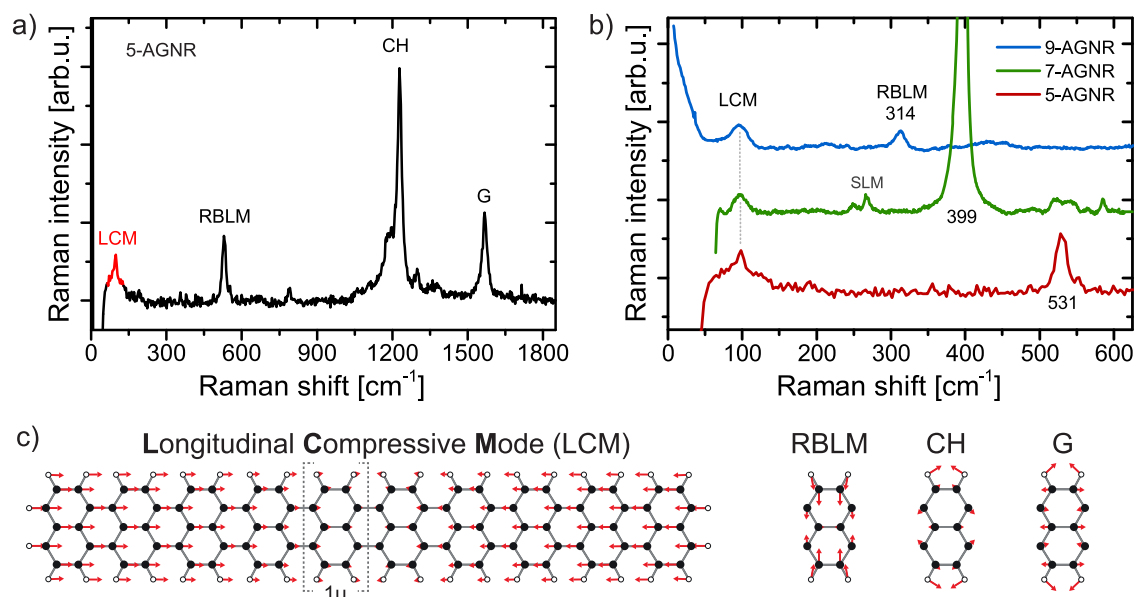 a)
5-AGNR
LCM
RBLM
CH
G
Raman intensity [arb.u.]
0 300 600 900 1200 1500 1800
Raman shift [cm⁻¹]
b)
9-AGNR
7-AGNR
5-AGNR
LCM
RBLM
314
SLM
399
531
Raman intensity [arb.u.]
0 100 200 300 400 500 600
Raman shift [cm⁻¹]
c)
Longitudinal Compressive Mode (LCM)
RBLM
CH
G